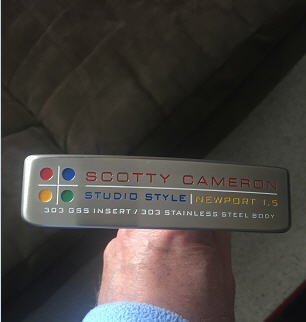 SCOTTY CAMERON
STUDIO STYLE | NEWPORT 1.5
303 GSS INSERT / 303 STAINLESS STEEL BODY